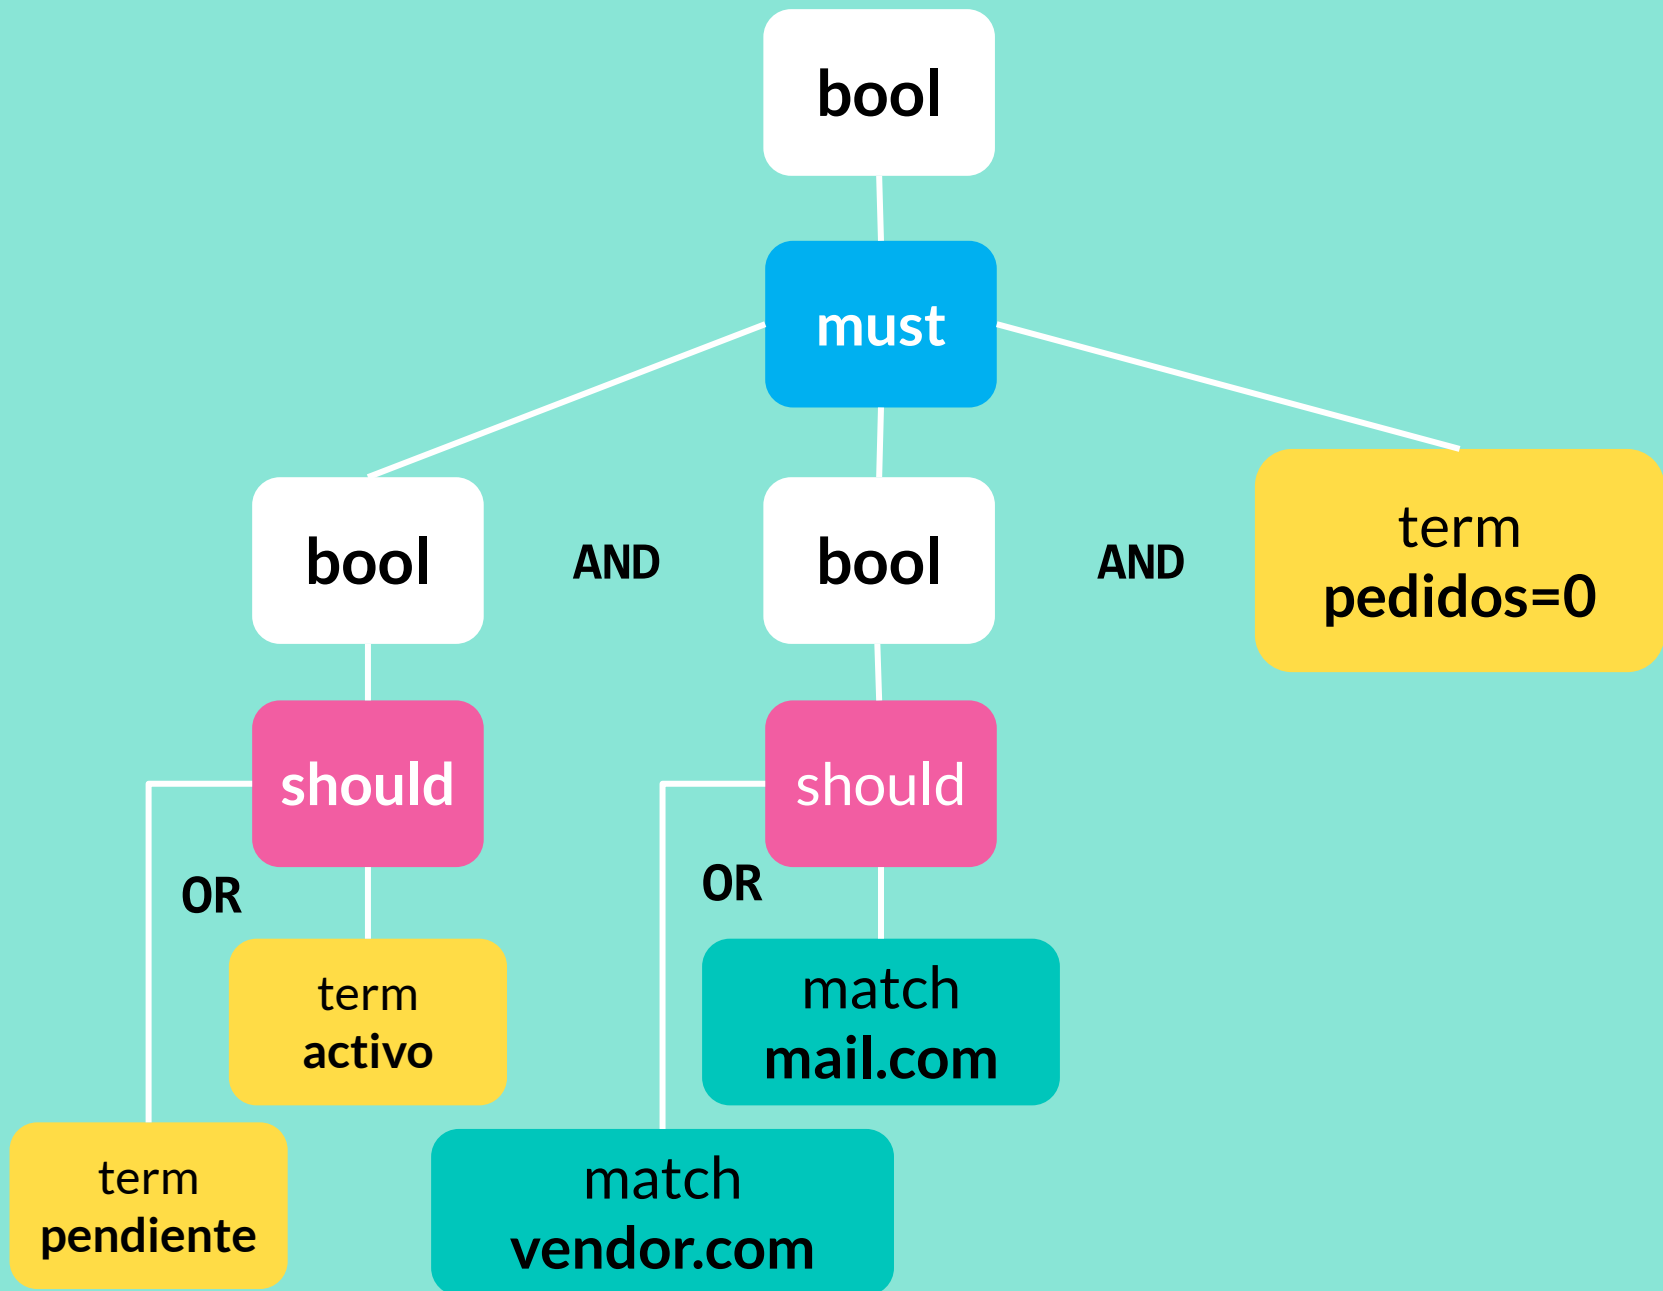 bool
must
bool
AND
bool
AND
term
pedidos=0
should
should
OR
OR
term
activo
match
mail.com
term
pendiente
match
vendor.com